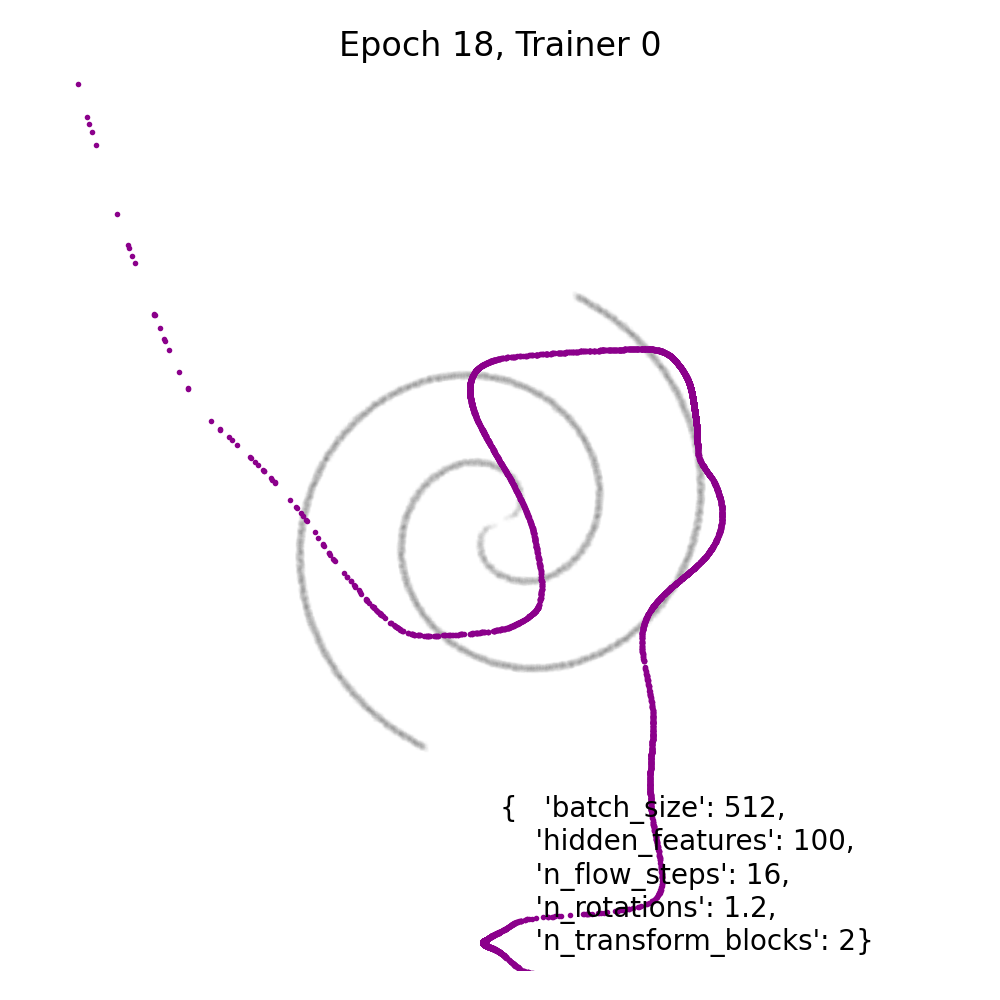 Epoch 18, Trainer 0
{ 'batch_size': 512,
'hidden_features': 100,
'n_flow_steps': 16,
'n_rotations': 1.2,
'n_transform_blocks': 2}